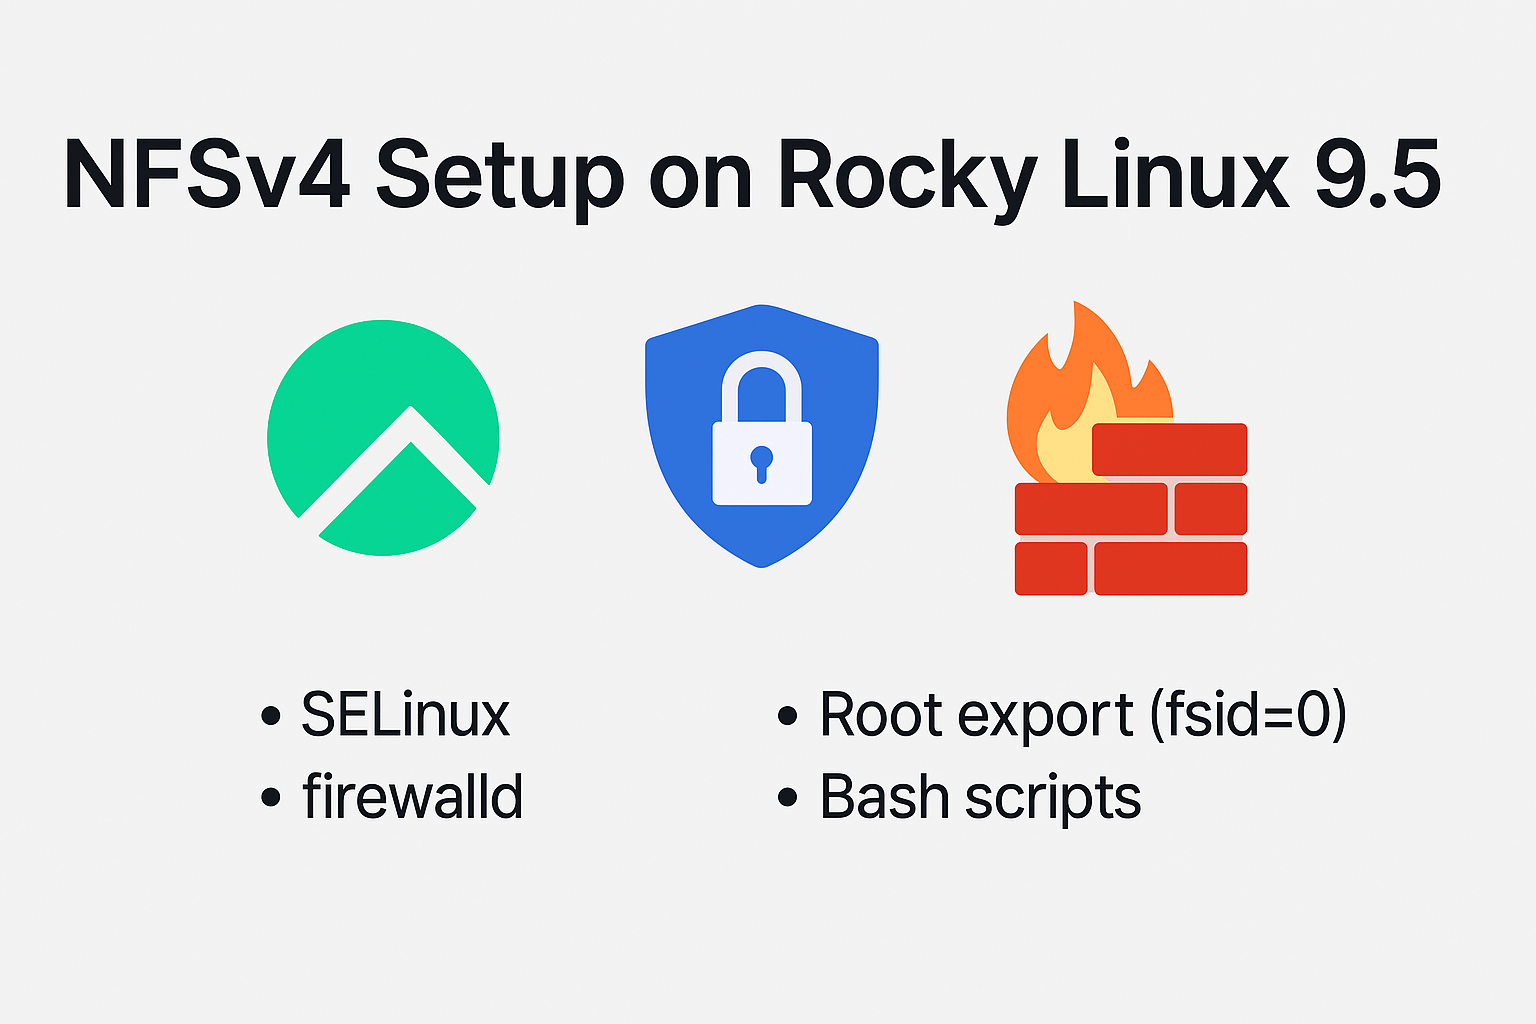 NFSv4 Setup on Rocky Linux 9.5
• SELinux
• firewalld
• Root export (fsid=0)
• Bash scripts